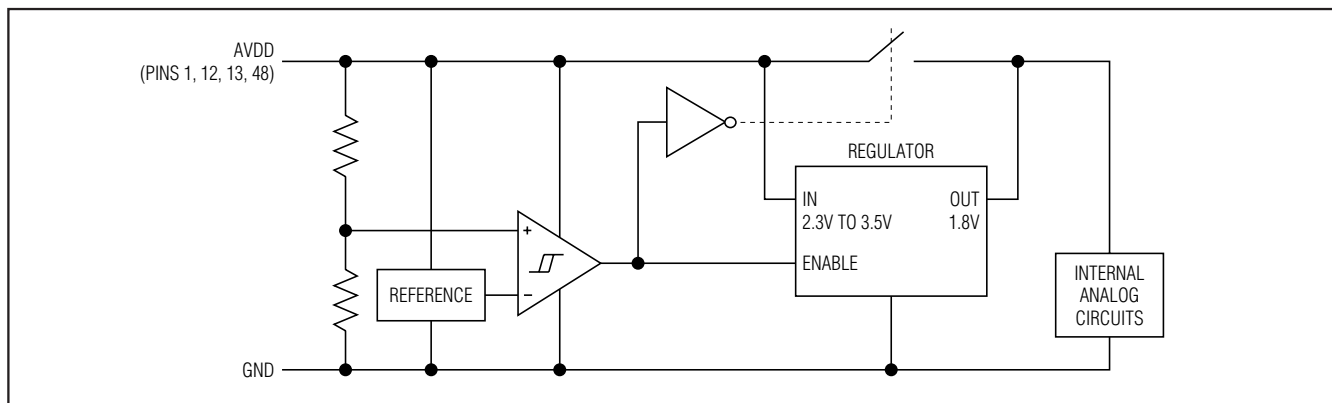 AVDD
(PINS 1, 12, 13, 48)
REGULATOR
IN
2.3V TO 3.5V
OUT
1.8V
+
ENABLE
REFERENCE
−
INTERNAL
ANALOG
CIRCUITS
GND